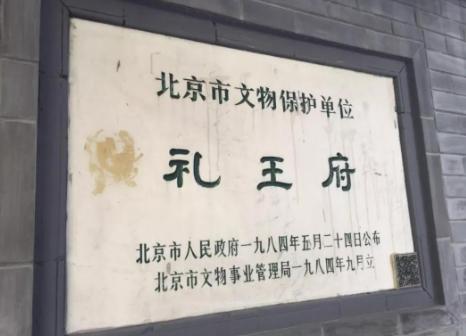 北京市文物保护单位
礼王府
北京市人民政府一九八四年五月二十四日公布
北京市文物事业管理局一九八四年九月立